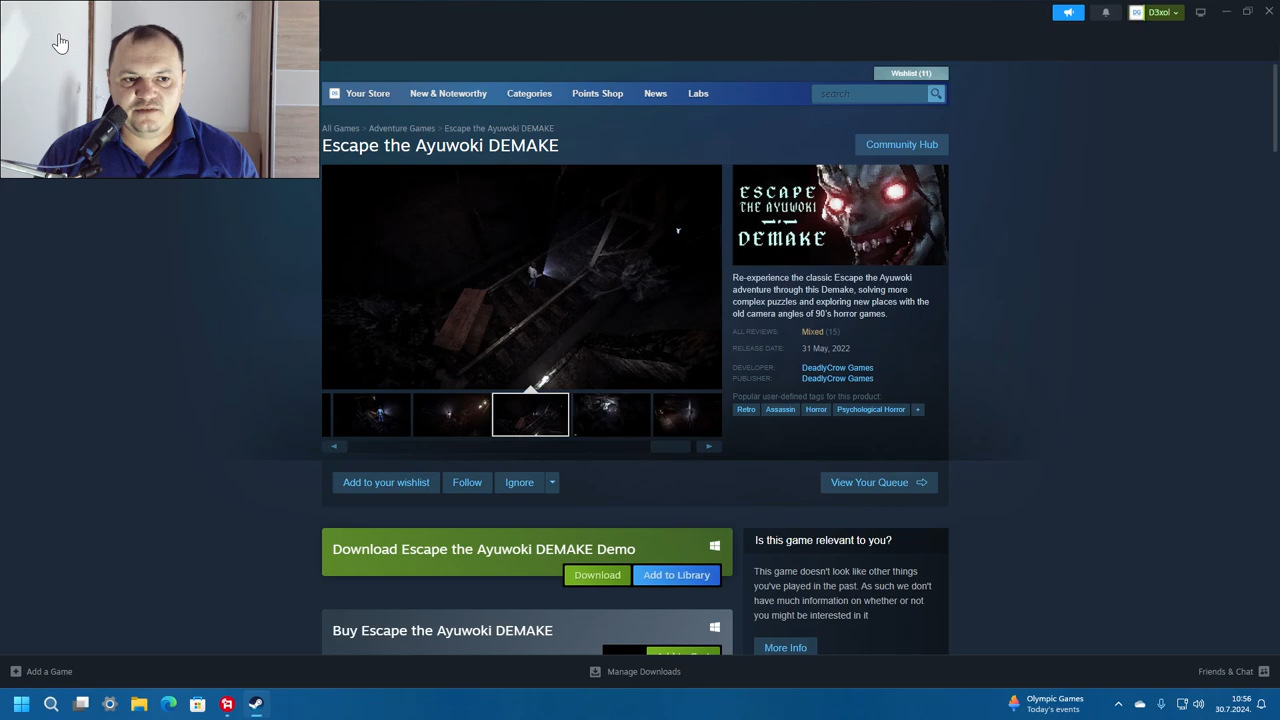 DG D3xol
Wishlist (11)
DG Your Store New & Noteworthy Categories Points Shop News Labs search
All Games > Adventure Games > Escape the Ayuwoki DEMAKE
Escape the Ayuwoki DEMAKE
Community Hub
ESCAPE
THE AYUWOKI
DEMAKE
Re-experience the classic Escape the Ayuwoki
adventure through this Demake, solving more
complex puzzles and exploring new places with the
old camera angles of 90's horror games.
ALL REVIEWS: Mixed (15)
RELEASE DATE: 31 May, 2022
DEVELOPER: DeadlyCrow Games
PUBLISHER: DeadlyCrow Games
Popular user-defined tags for this product:
Retro Assassin Horror Psychological Horror +
Add to your wishlist Follow Ignore View Your Queue
Download Escape the Ayuwoki DEMAKE Demo
Download Add to Library
Is this game relevant to you?
This game doesn't look like other things
you've played in the past. As such we don't
have much information on whether or not
you might be interested in it
Buy Escape the Ayuwoki DEMAKE
More Info
Add a Game Manage Downloads Friends & Chat
Olympic Games
Today's events
10:56
30.7.2024.